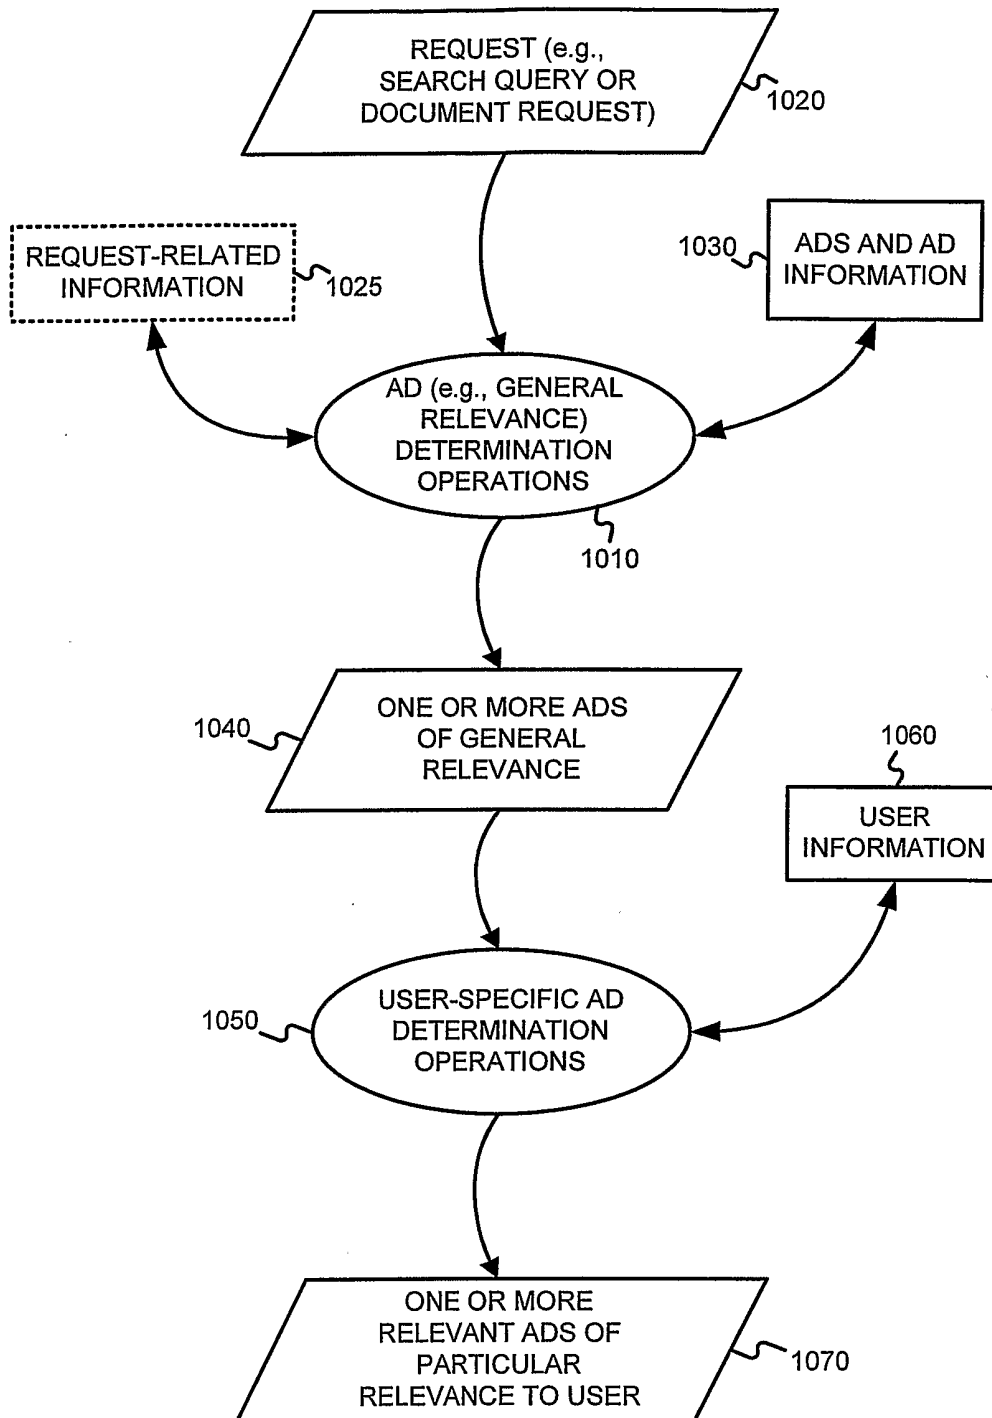 REQUEST (e.g.,
SEARCH QUERY OR
DOCUMENT REQUEST)
1020
REQUEST-RELATED
INFORMATION
1025
1030
ADS AND AD
INFORMATION
AD (e.g., GENERAL
RELEVANCE)
DETERMINATION
OPERATIONS
1010
1040
ONE OR MORE ADS
OF GENERAL
RELEVANCE
1060
USER
INFORMATION
1050
USER-SPECIFIC AD
DETERMINATION
OPERATIONS
ONE OR MORE
RELEVANT ADS OF
PARTICULAR
RELEVANCE TO USER
1070